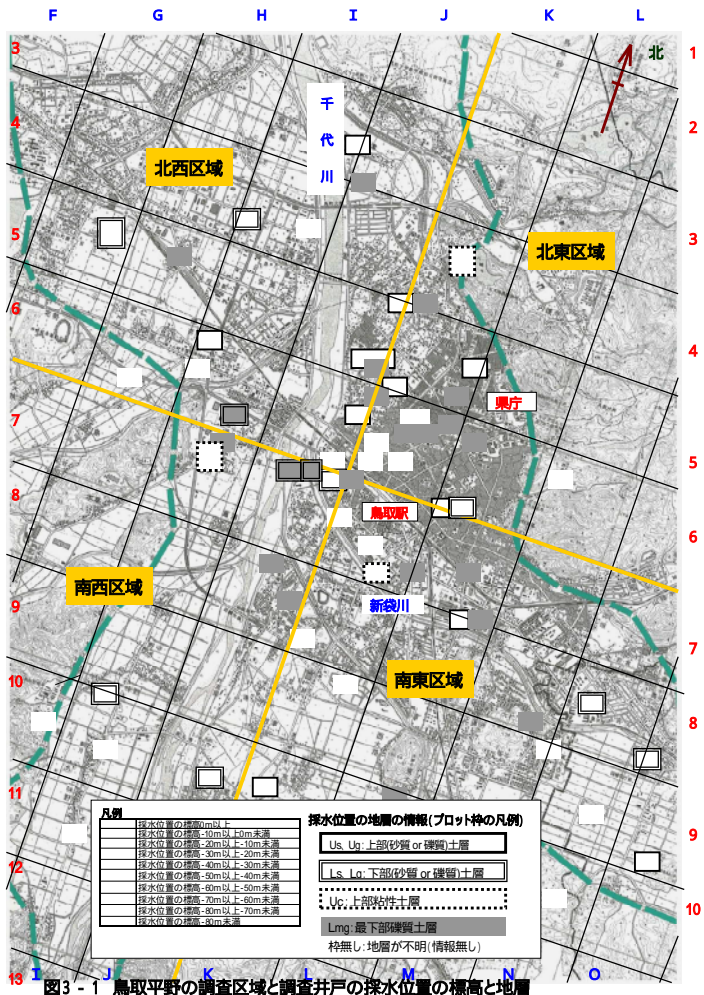 F G H I J K L
3
4
5
6
7
8
9
10
11
12
13
1
2
3
4
5
6
7
8
9
10
北
千
代
川
北西区域
北東区域
県庁
鳥取駅
新袋川
南西区域
南東区域
凡例
採水位置の標高0m以上
採水位置の標高-10m以上0m未満
採水位置の標高-20m以上-10m未満
採水位置の標高-30m以上-20m未満
採水位置の標高-40m以上-30m未満
採水位置の標高-50m以上-40m未満
採水位置の標高-60m以上-50m未満
採水位置の標高-70m以上-60m未満
採水位置の標高-80m以上-70m未満
採水位置の標高-80m未満
採水位置の地層の情報(プロット枠の凡例)
Us, Ug: 上部(砂質 or 礫質)土層
Ls, Lg: 下部(砂質 or 礫質)土層
Uc: 上部粘性土層
Lmg: 最下部礫質土層
枠無し: 地層が不明(情報無し)
I J K L M N O
図3 - 1 鳥取平野の調査区域と調査井戸の採水位置の標高と地層